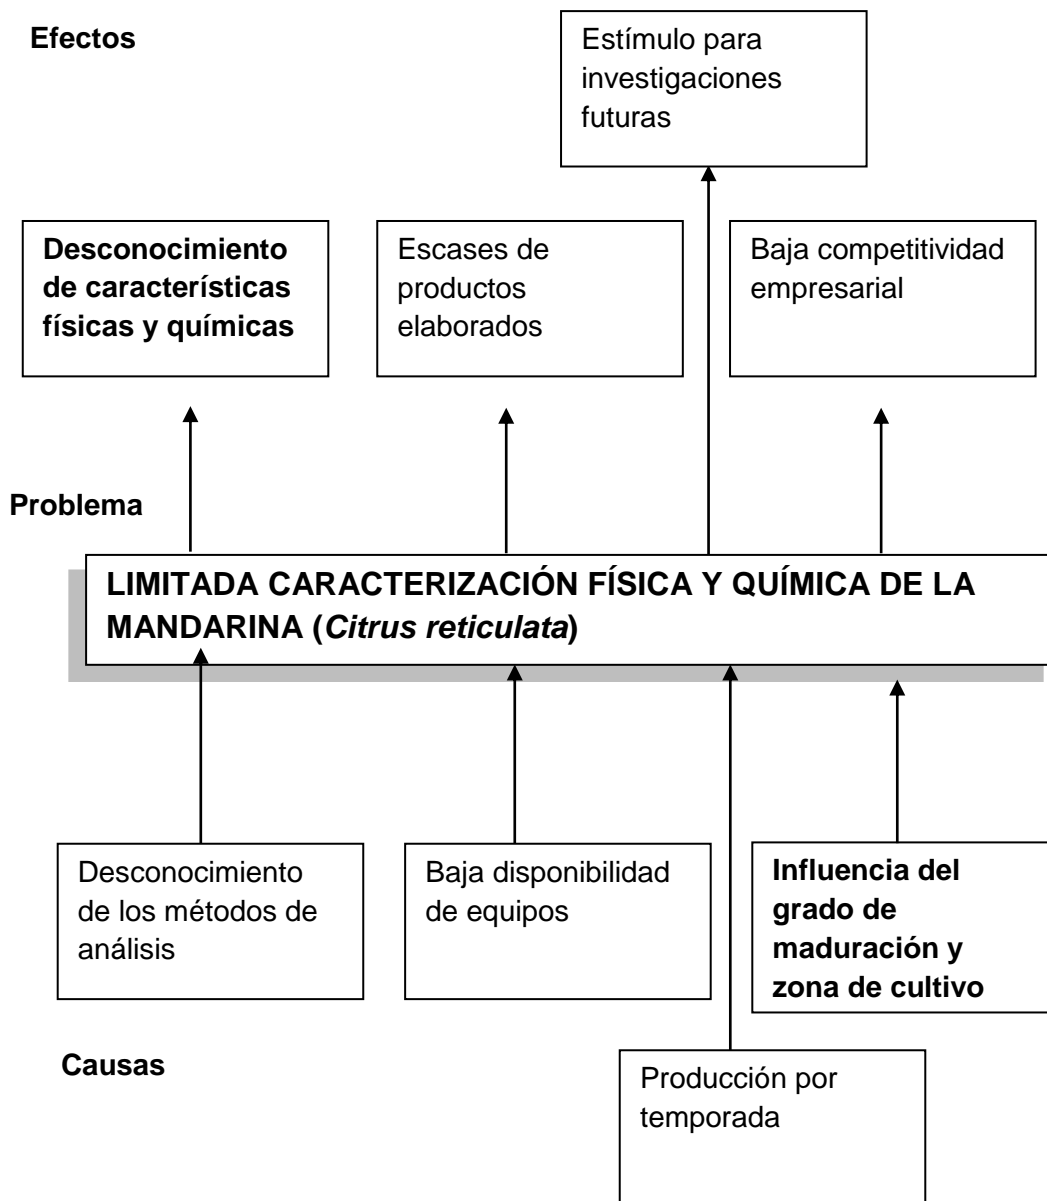 Efectos
Estímulo para
investigaciones
futuras
Desconocimiento
de características
físicas y químicas
Escases de
productos
elaborados
Baja competitividad
empresarial
Problema
LIMITADA CARACTERIZACIÓN FÍSICA Y QUÍMICA DE LA
MANDARINA (Citrus reticulata)
Desconocimiento
de los métodos de
análisis
Baja disponibilidad
de equipos
Influencia del
grado de
maduración y
zona de cultivo
Causas
Producción por
temporada